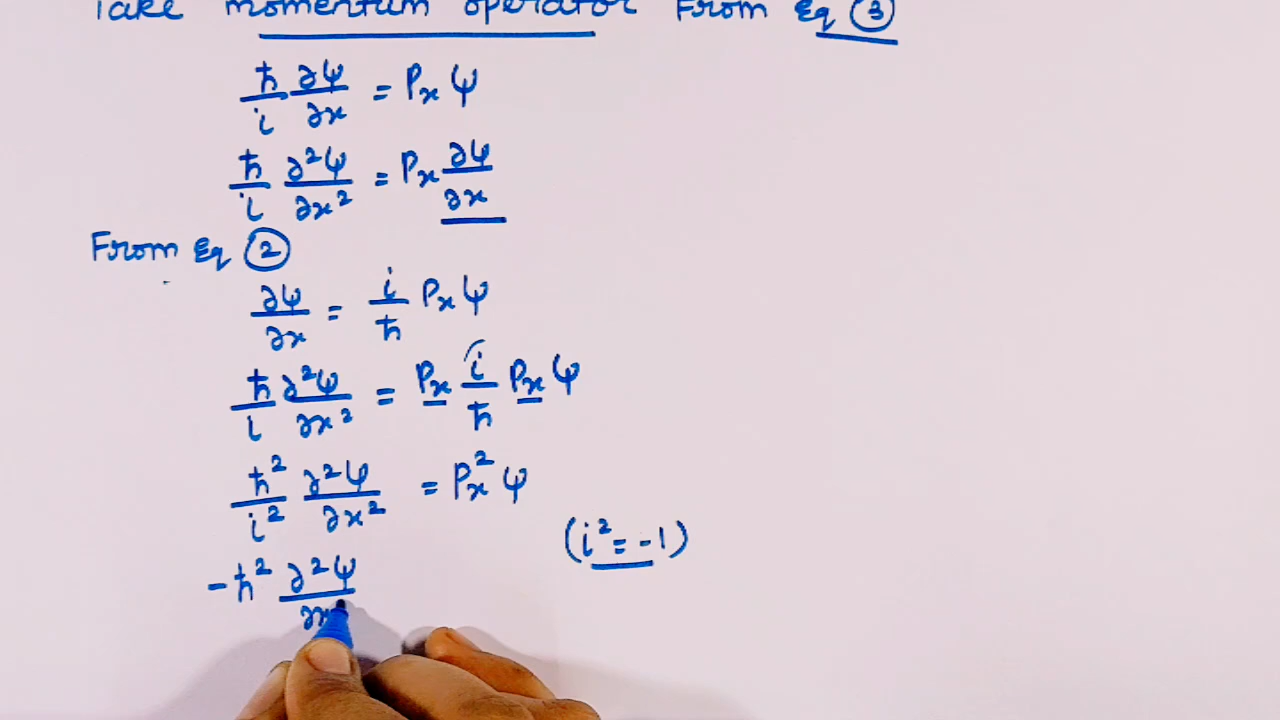 Take momentum operator From Eq ③
ħ/i ∂ψ/∂x = Pₓ ψ
ħ/i ∂²ψ/∂x² = Pₓ ∂ψ/∂x
From Eq ②
∂ψ/∂x = i/ħ Pₓ ψ
ħ/i ∂²ψ/∂x² = Pₓ i/ħ Pₓ ψ
ħ²/i² ∂²ψ/∂x² = Pₓ² ψ
(i² = -1)
-ħ² ∂²ψ/∂x